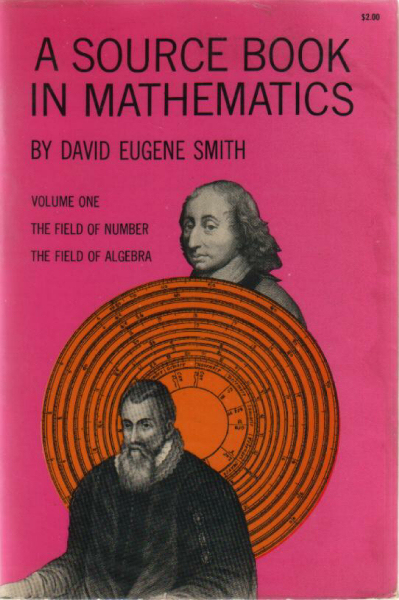 $2.00
A SOURCE BOOK
IN MATHEMATICS
BY DAVID EUGENE SMITH
VOLUME ONE
THE FIELD OF NUMBER
THE FIELD OF ALGEBRA